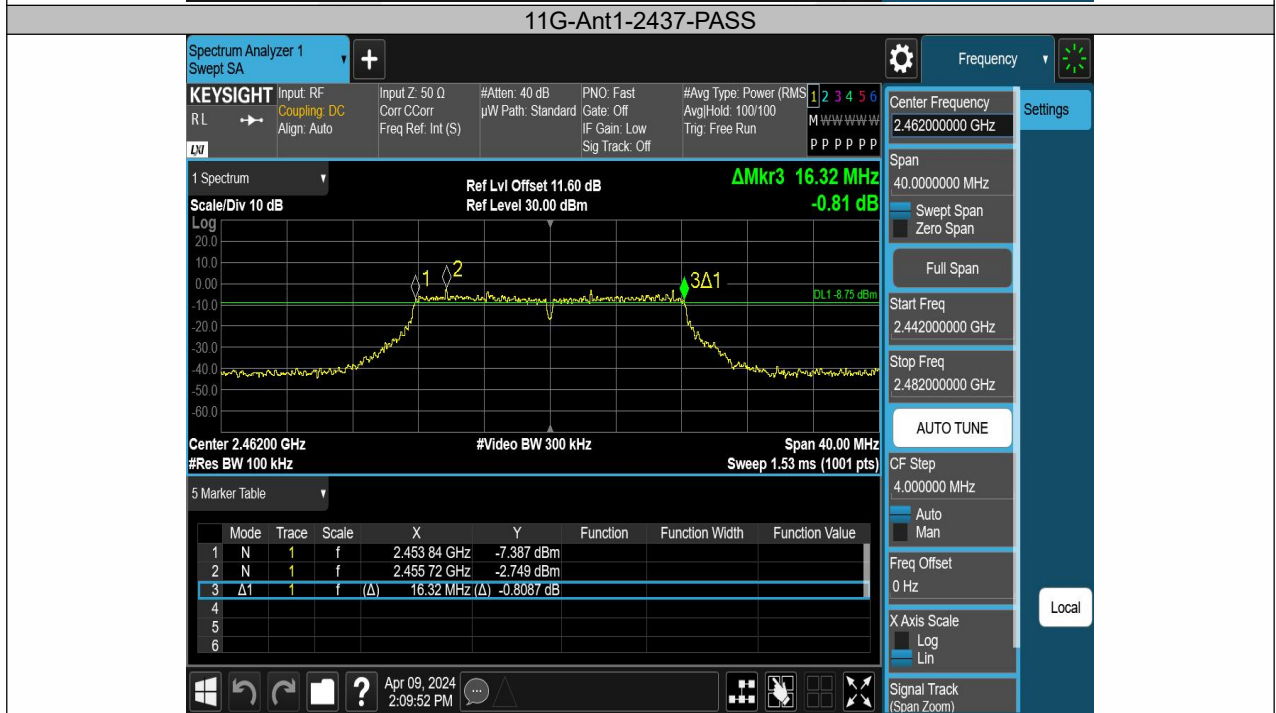 11G-Ant1-2437-PASS
Spectrum Analyzer 1
Swept SA
+
Frequency
KEYSIGHT
RL
LXI
Input: RF
Coupling: DC
Align: Auto
Input Z: 50 Ω
Corr CCorr
Freq Ref: Int (S)
#Atten: 40 dB
µW Path: Standard
PNO: Fast
Gate: Off
IF Gain: Low
Sig Track: Off
#Avg Type: Power (RMS
Avg|Hold: 100/100
Trig: Free Run
1 2 3 4 5 6
M W W W W W
P P P P P P
Center Frequency
2.462000000 GHz
Settings
Span
40.0000000 MHz
Swept Span
Zero Span
Full Span
Start Freq
2.442000000 GHz
Stop Freq
2.482000000 GHz
AUTO TUNE
CF Step
4.000000 MHz
Auto
Man
Freq Offset
0 Hz
X Axis Scale
Log
Lin
Signal Track
(Span Zoom)
Local
1 Spectrum
Scale/Div 10 dB
Ref Lvl Offset 11.60 dB
Ref Level 30.00 dBm
ΔMkr3 16.32 MHz
-0.81 dB
Log
20.0
10.0
0.00
-10.0
-20.0
-30.0
-40.0
-50.0
-60.0
1
2
3Δ1
DL1 -8.75 dBm
Center 2.46200 GHz
#Video BW 300 kHz
Span 40.00 MHz
#Res BW 100 kHz
Sweep 1.53 ms (1001 pts)
5 Marker Table
Mode Trace Scale X Y Function Function Width Function Value
1 N 1 f 2.453 84 GHz -7.387 dBm
2 N 1 f 2.455 72 GHz -2.749 dBm
3 Δ1 1 f (Δ) 16.32 MHz (Δ) -0.8087 dB
4
5
6
?
Apr 09, 2024
2:09:52 PM